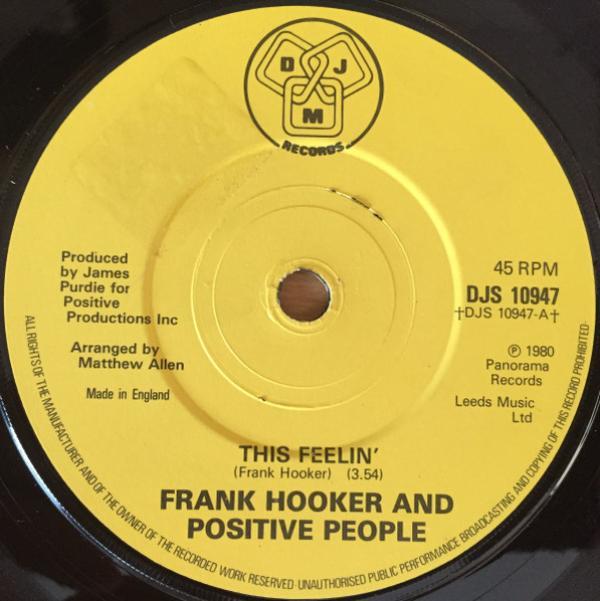 D J
M
RECORDS
Produced
by James
Purdie for
Positive
Productions Inc
Arranged by
Matthew Allen
Made in England
45 RPM
DJS 10947
†DJS 10947-A†
℗ 1980
Panorama
Records
Leeds Music
Ltd
THIS FEELIN'
(Frank Hooker) (3.54)
FRANK HOOKER AND
POSITIVE PEOPLE
ALL RIGHTS OF THE MANUFACTURER AND OF THE OWNER OF THE RECORDED WORK RESERVED·UNAUTHORISED PUBLIC PERFORMANCE BROADCASTING AND COPYING OF THIS RECORD PROHIBITED·